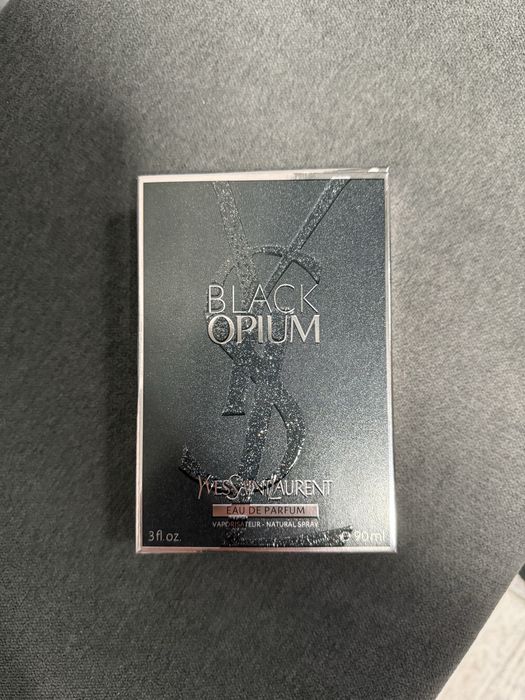 BLACK
OPIUM
YVESSAINTLAURENT
EAU DE PARFUM
VAPORISATEUR - NATURAL SPRAY
3 fl. oz. ℮ 90 ml